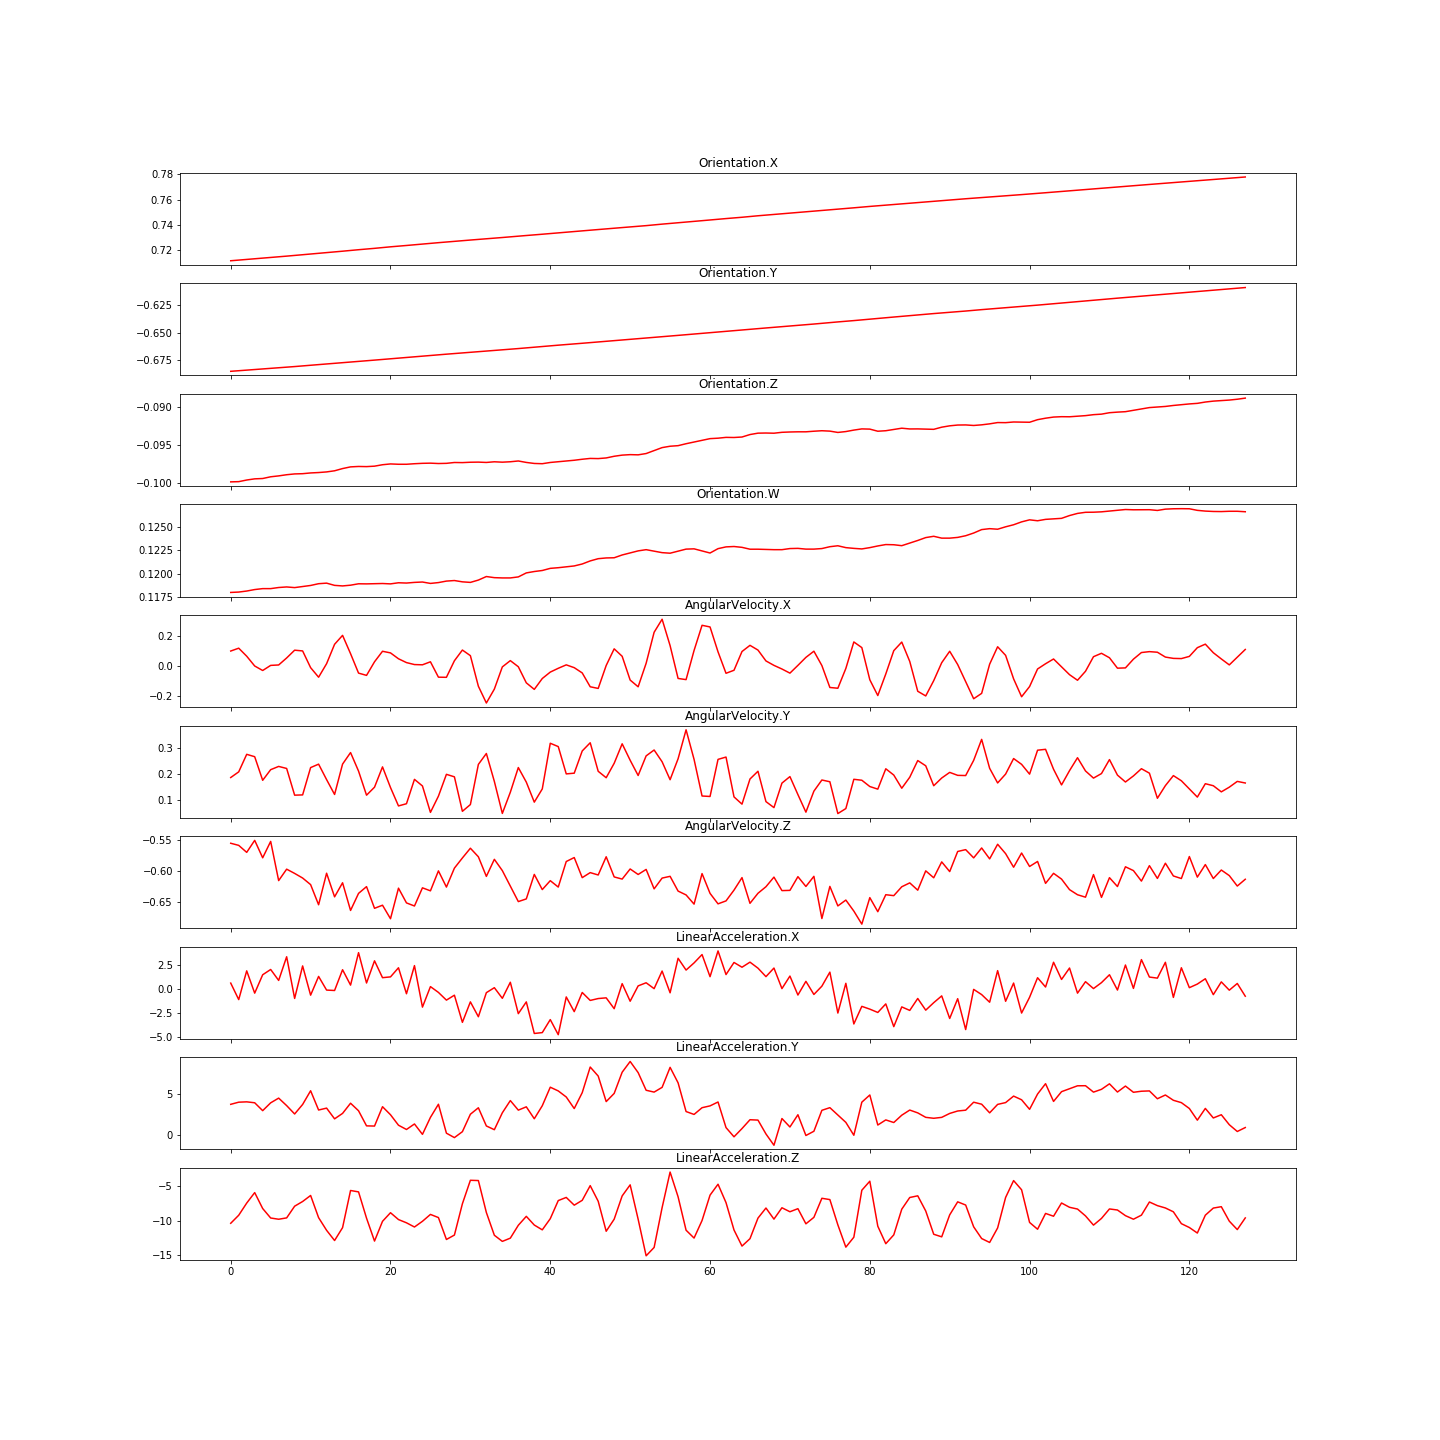 Orientation.X
0.78
0.76
0.74
0.72
Orientation.Y
−0.625
−0.650
−0.675
Orientation.Z
−0.090
−0.095
−0.100
Orientation.W
0.1250
0.1225
0.1200
0.1175
AngularVelocity.X
0.2
0.0
−0.2
AngularVelocity.Y
0.3
0.2
0.1
AngularVelocity.Z
−0.55
−0.60
−0.65
LinearAcceleration.X
2.5
0.0
−2.5
−5.0
LinearAcceleration.Y
5
0
LinearAcceleration.Z
−5
−10
−15
0 20 40 60 80 100 120